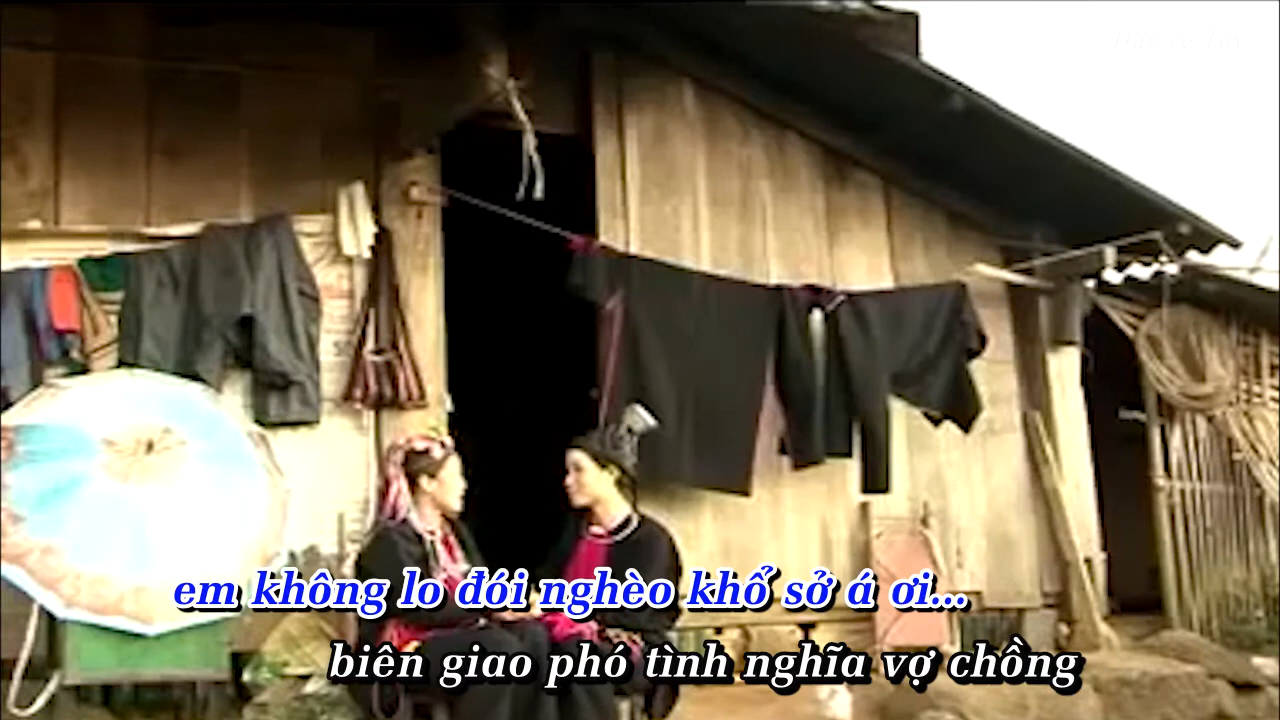 em không lo đói nghèo khổ sở á ơi...
biên giao phó tình nghĩa vợ chồng